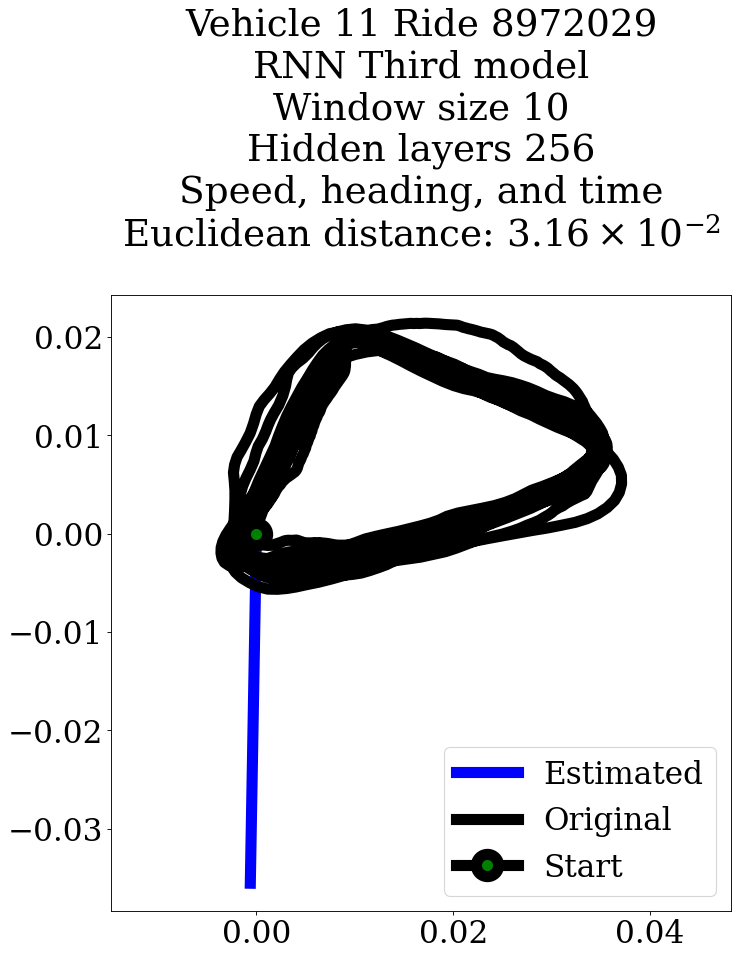 Vehicle 11 Ride 8972029
RNN Third model
Window size 10
Hidden layers 256
Speed, heading, and time
Euclidean distance: 3.16 × 10⁻²
0.02
0.01
0.00
−0.01
−0.02
−0.03
Estimated
Original
Start
0.00 0.02 0.04